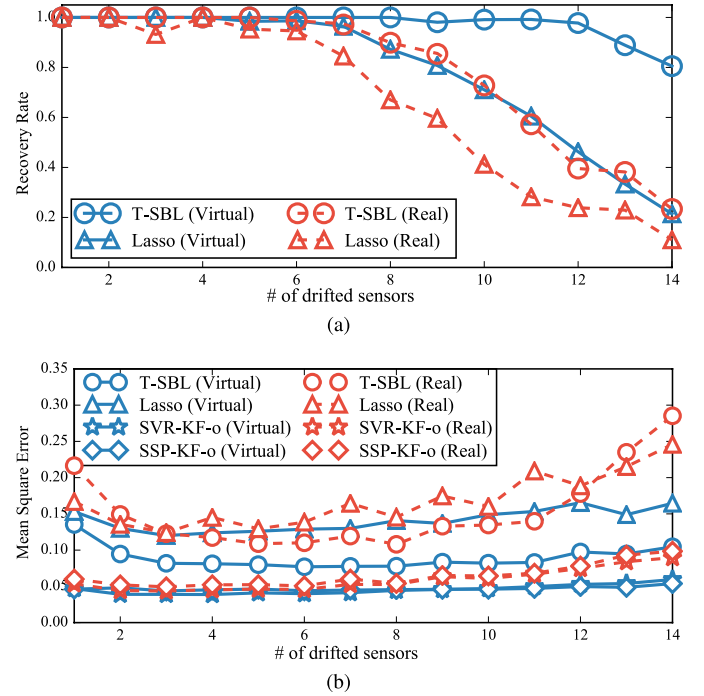 1.0
0.8
0.6
0.4
0.2
0.0
Recovery Rate
T-SBL (Virtual) T-SBL (Real)
Lasso (Virtual) Lasso (Real)
2 4 6 8 10 12 14
# of drifted sensors
(a)
0.35
0.30
0.25
0.20
0.15
0.10
0.05
0.00
Mean Square Error
T-SBL (Virtual) T-SBL (Real)
Lasso (Virtual) Lasso (Real)
SVR-KF-o (Virtual) SVR-KF-o (Real)
SSP-KF-o (Virtual) SSP-KF-o (Real)
2 4 6 8 10 12 14
# of drifted sensors
(b)